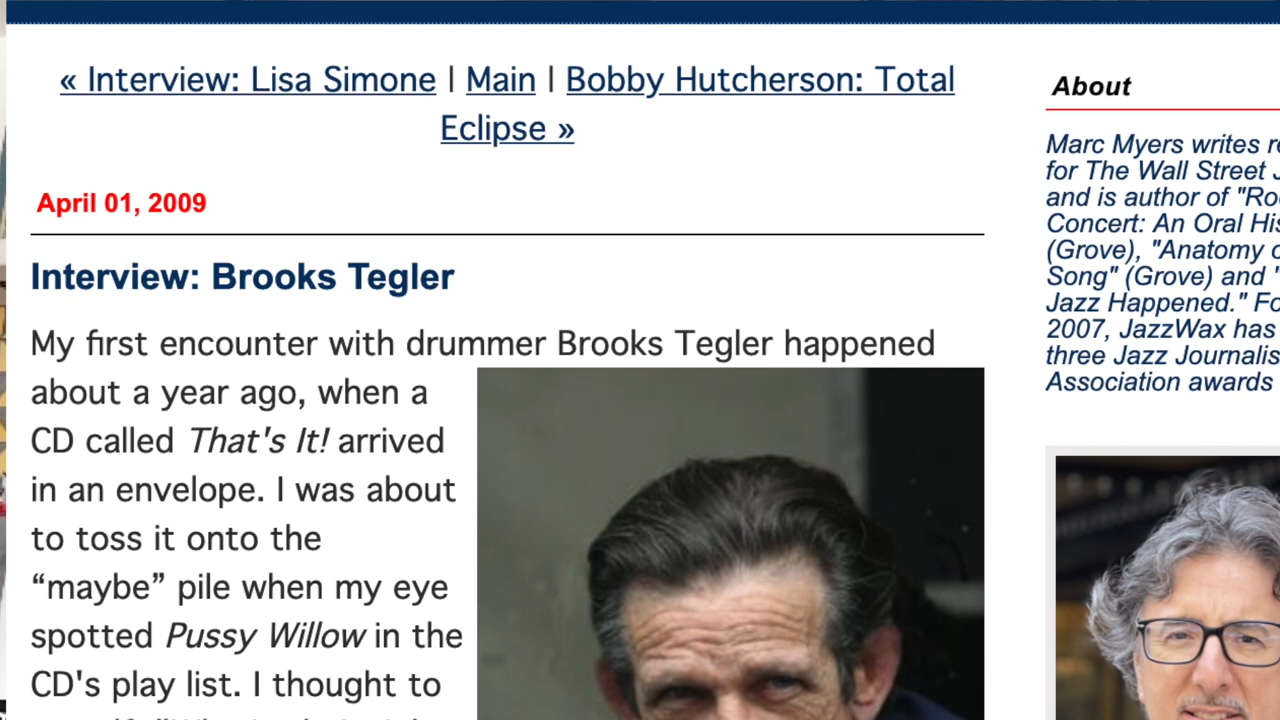 « Interview: Lisa Simone | Main | Bobby Hutcherson: Total
Eclipse »
April 01, 2009
Interview: Brooks Tegler
My first encounter with drummer Brooks Tegler happened
about a year ago, when a
CD called That's It! arrived
in an envelope. I was about
to toss it onto the
“maybe” pile when my eye
spotted Pussy Willow in the
CD's play list. I thought to
About
Marc Myers writes
for The Wall Street
and is author of
Concert: An Oral
(Grove), "Anatomy
Song" (Grove) and
Jazz Happened."
2007, JazzWax has
three Jazz
Association awards